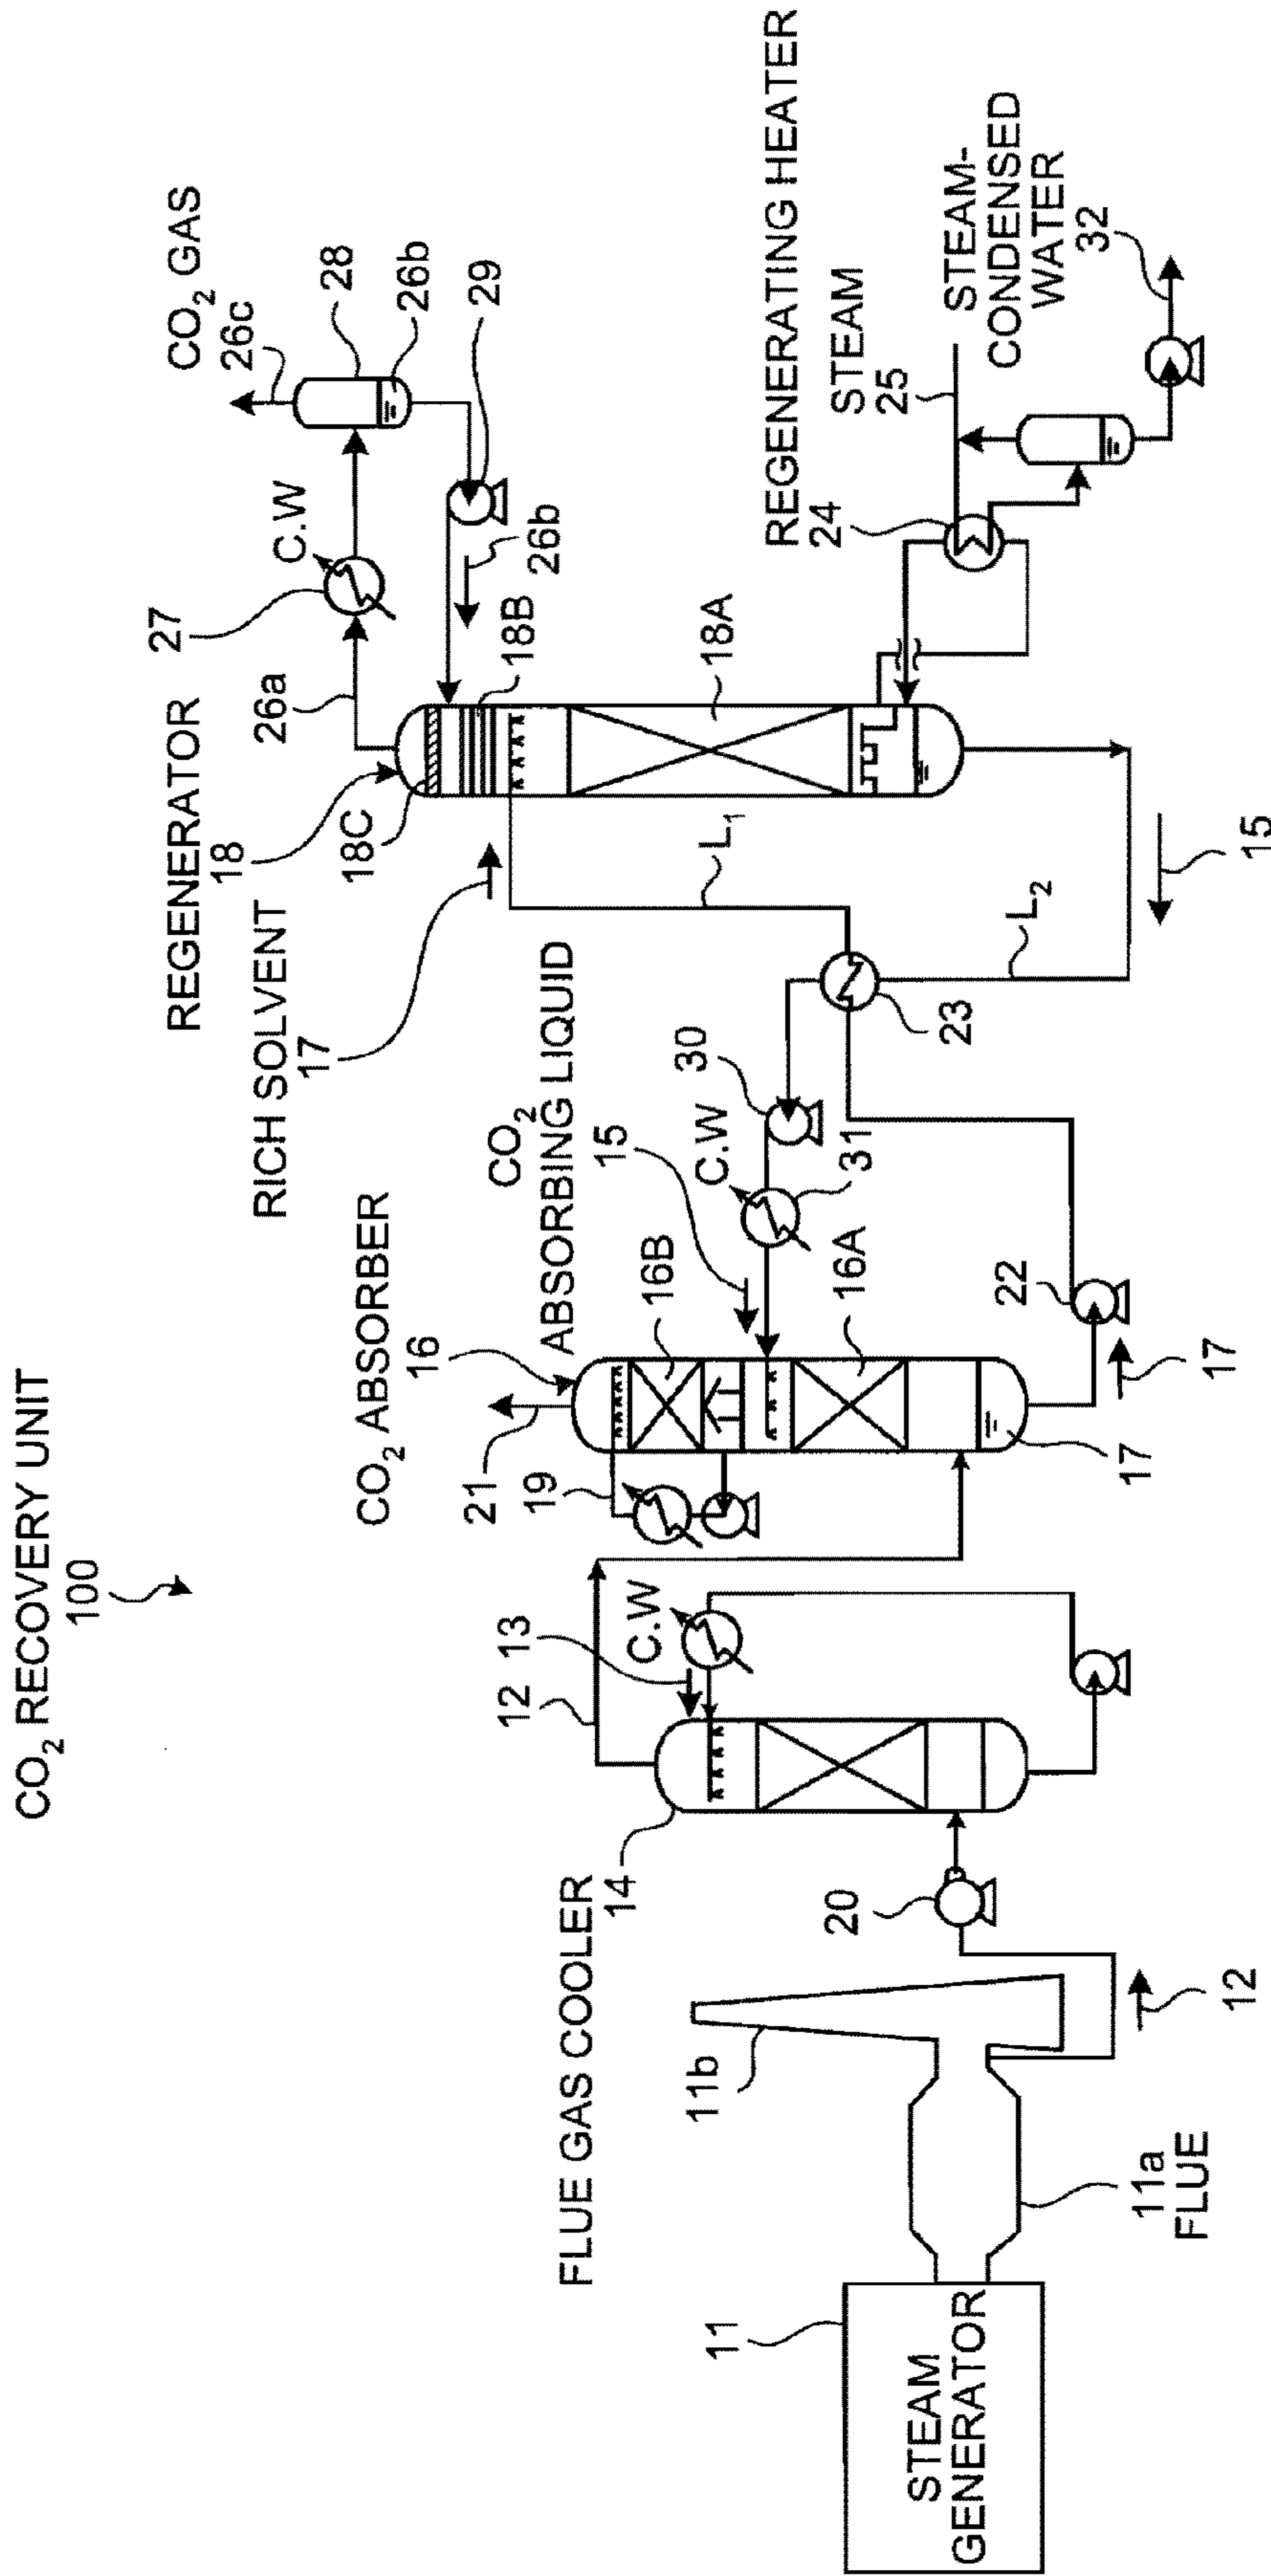 CO₂ RECOVERY UNIT
100
STEAM
GENERATOR
11
11a
FLUE
11b
12
FLUE GAS COOLER
14
20
12
13
C.W
CO₂ ABSORBER
16
21
19
16B
16A
17
17
22
CO₂
ABSORBING LIQUID
15
C.W
30
31
23
RICH SOLVENT
17
L₁
L₂
15
REGENERATOR
18
18C
18B
18A
26a
27
C.W
CO₂ GAS
26c
28
26b
29
26b
REGENERATING HEATER
24
STEAM
25
STEAM-
CONDENSED
WATER
32